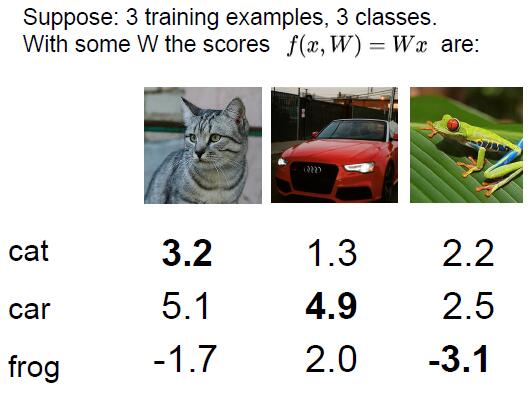 Suppose: 3 training examples, 3 classes.
With some W the scores f(x, W) = Wx are:
cat 3.2 1.3 2.2
car 5.1 4.9 2.5
frog -1.7 2.0 -3.1